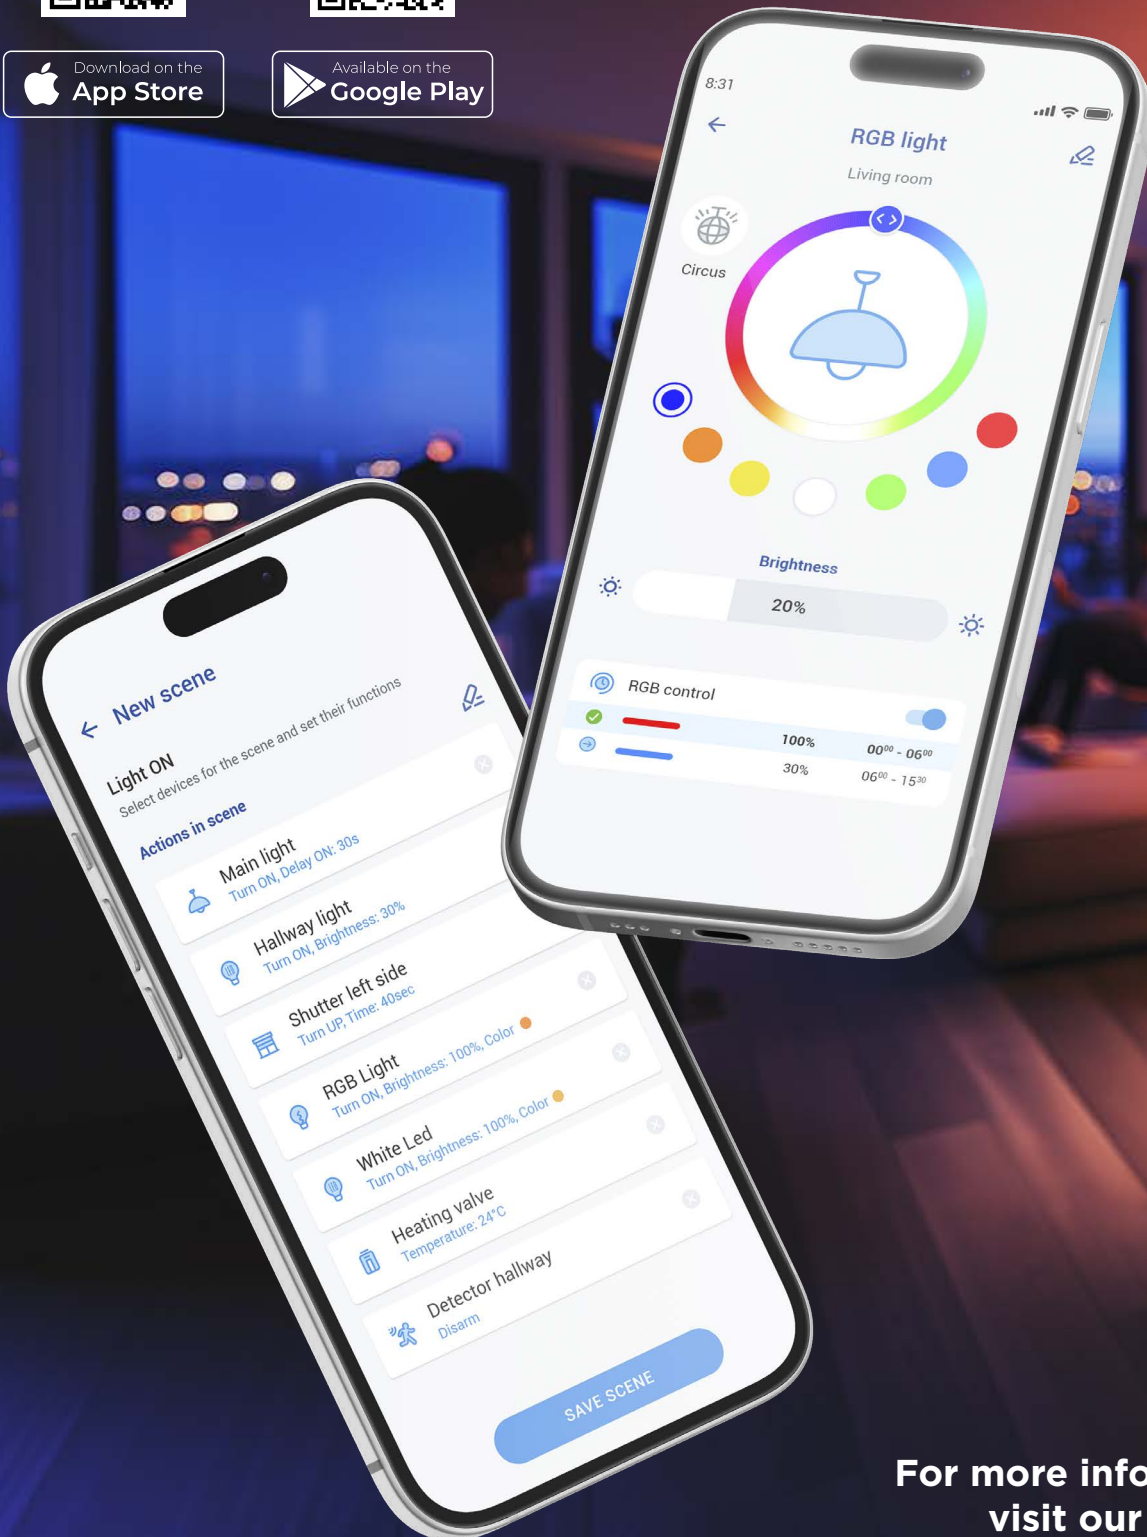 Download on the
App Store
Available on the
Google Play
8:31
RGB light
Living room
Circus
Brightness
20%
RGB control
100% 00⁰⁰ - 06⁰⁰
30% 06⁰⁰ - 15³⁰
New scene
Light ON
Select devices for the scene and set their functions
Actions in scene
Main light
Turn ON, Delay ON: 30s
Hallway light
Turn ON, Brightness: 30%
Shutter left side
Turn UP, Time: 40sec
RGB Light
Turn ON, Brightness: 100%, Color
White Led
Turn ON, Brightness: 100%, Color
Heating valve
Temperature: 24°C
Detector hallway
Disarm
SAVE SCENE
For more info
visit our